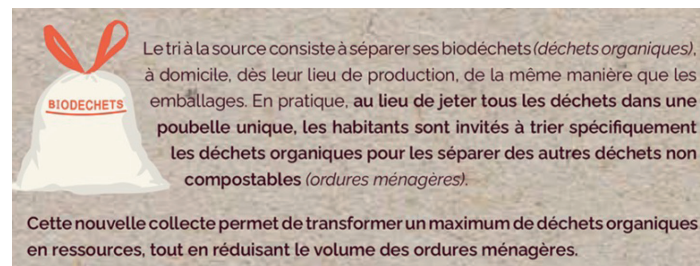 Le tri à la source consiste à séparer ses biodéchets (déchets organiques),
à domicile, dès leur lieu de production, de la même manière que les
BIODECHETS
emballages. En pratique, au lieu de jeter tous les déchets dans une
poubelle unique, les habitants sont invités à trier spécifiquement
les déchets organiques pour les séparer des autres déchets non
compostables (ordures ménagères).
Cette nouvelle collecte permet de transformer un maximum de déchets organiques
en ressources, tout en réduisant le volume des ordures ménagères.